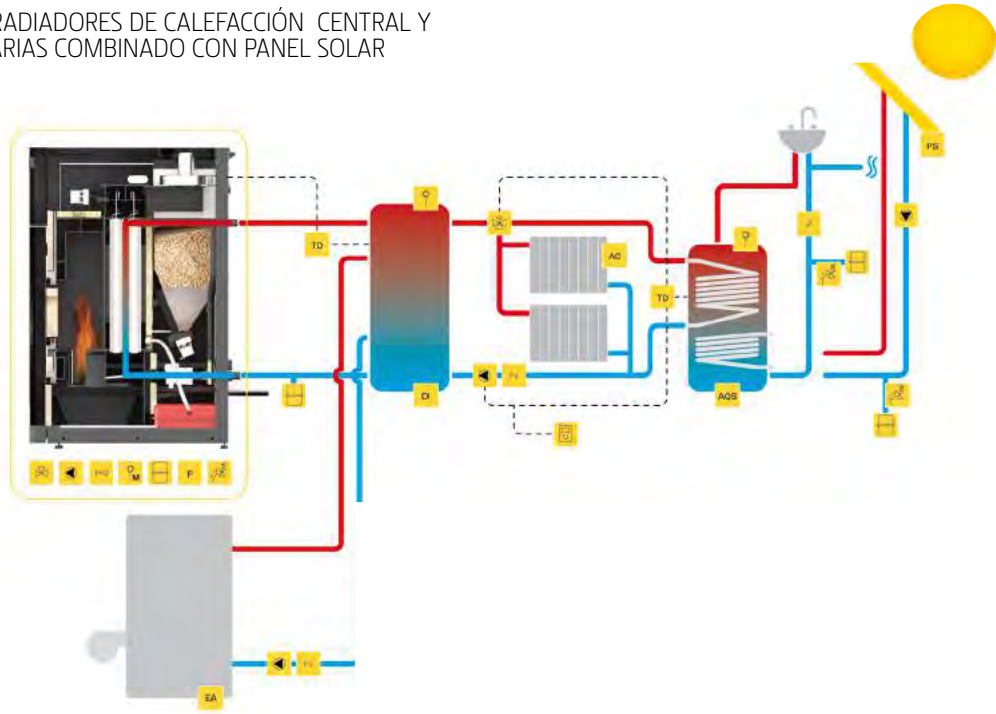 RADIADORES DE CALEFACCIÓN CENTRAL Y
ARIAS COMBINADO CON PANEL SOLAR
PS
TD
AC
TD
DI
AQS
M
P
EA